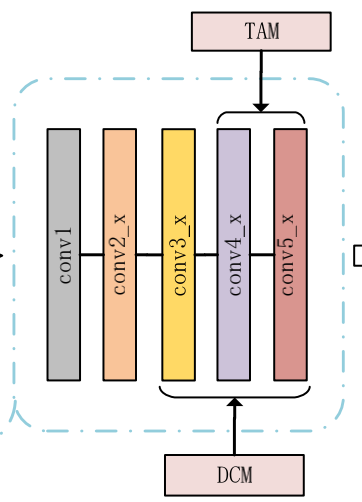 TAM
conv1
conv2_x
conv3_x
conv4_x
conv5_x
DCM